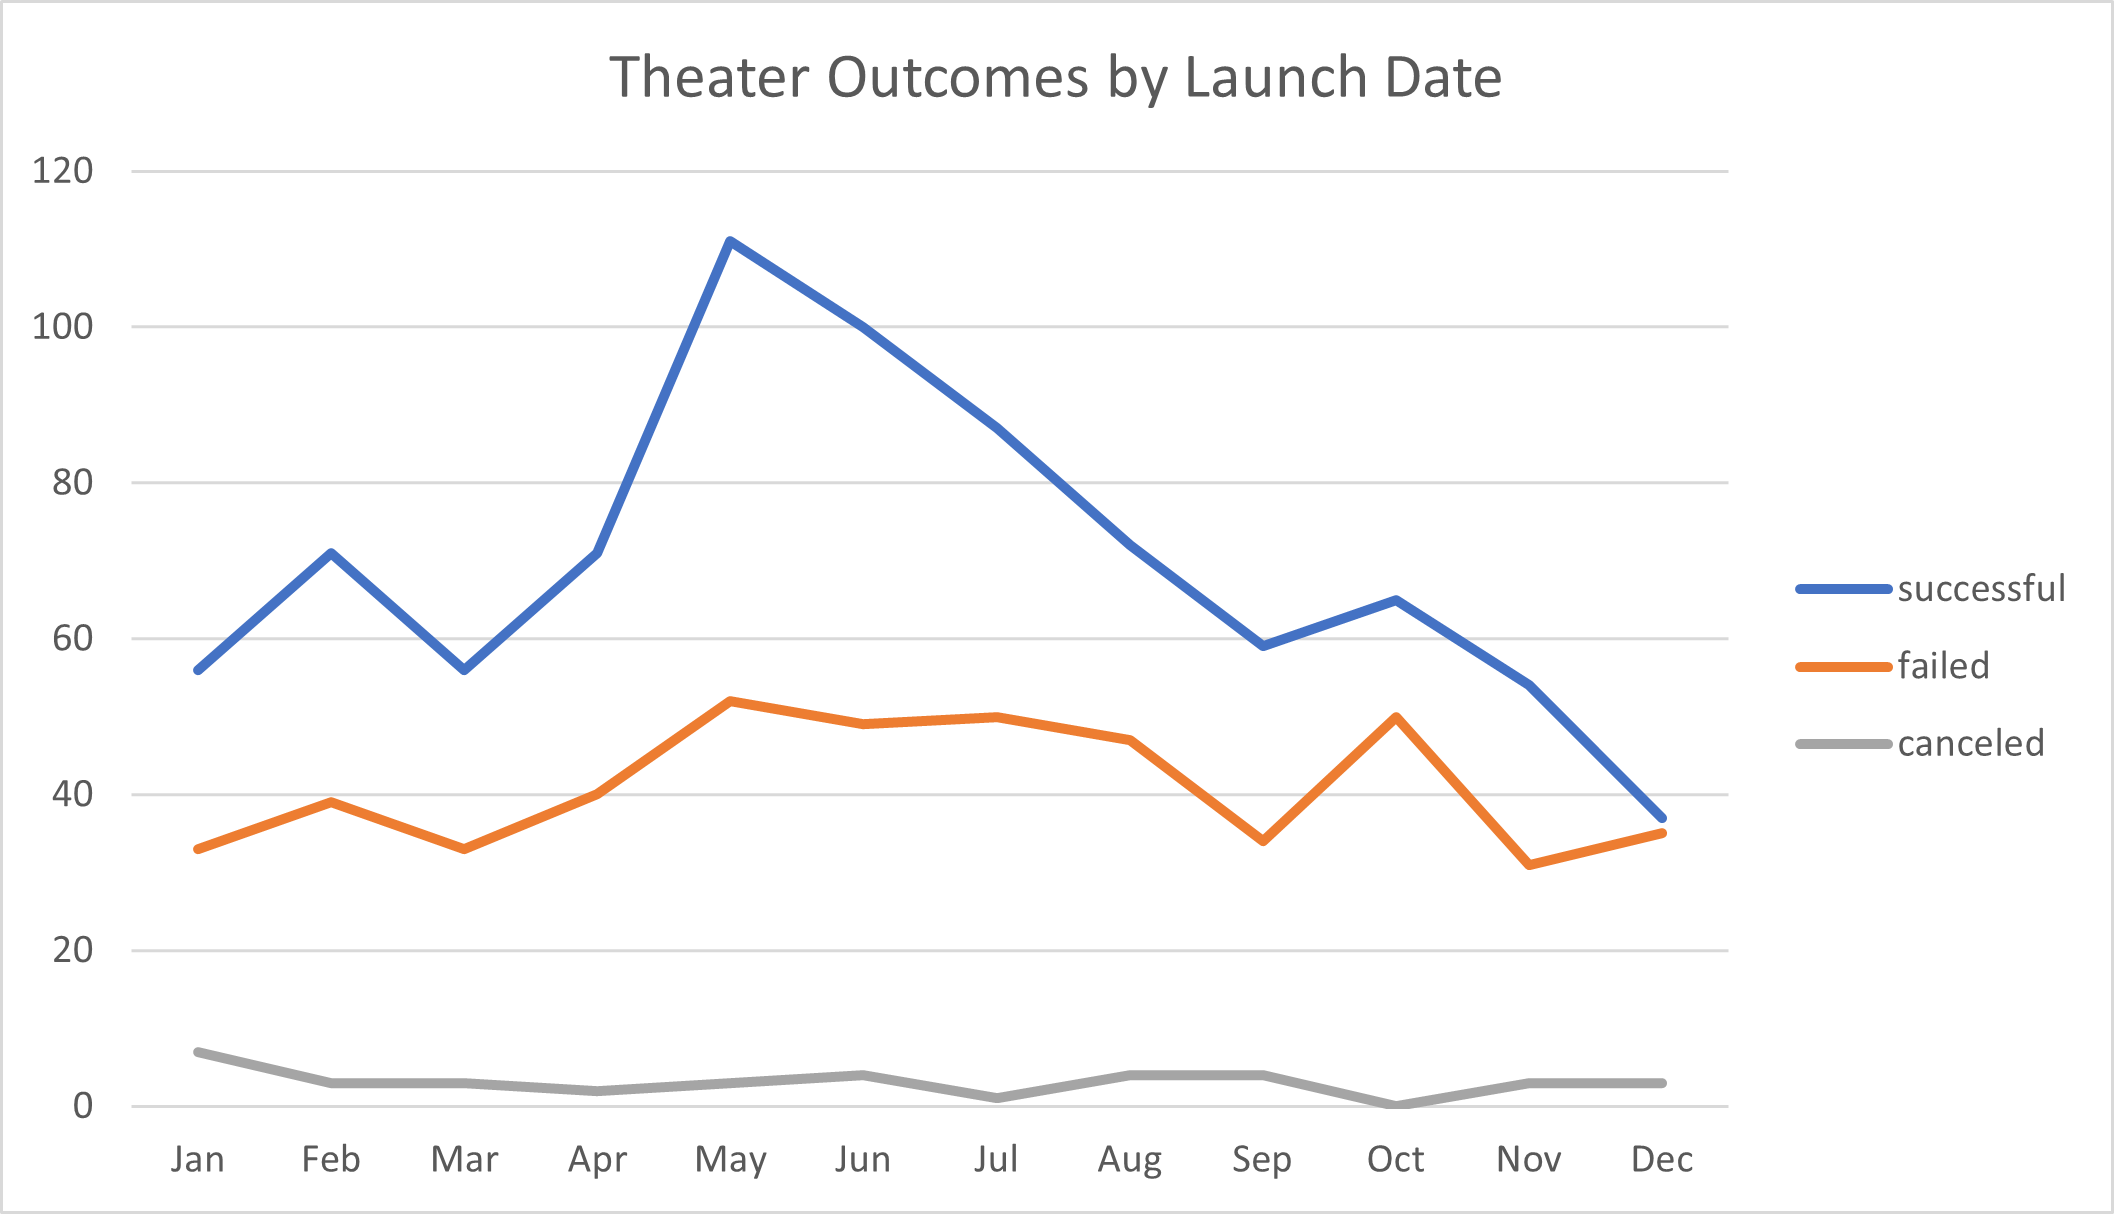 Theater Outcomes by Launch Date
120
100
80
60
40
20
0
Jan Feb Mar Apr May Jun Jul Aug Sep Oct Nov Dec
successful
failed
canceled